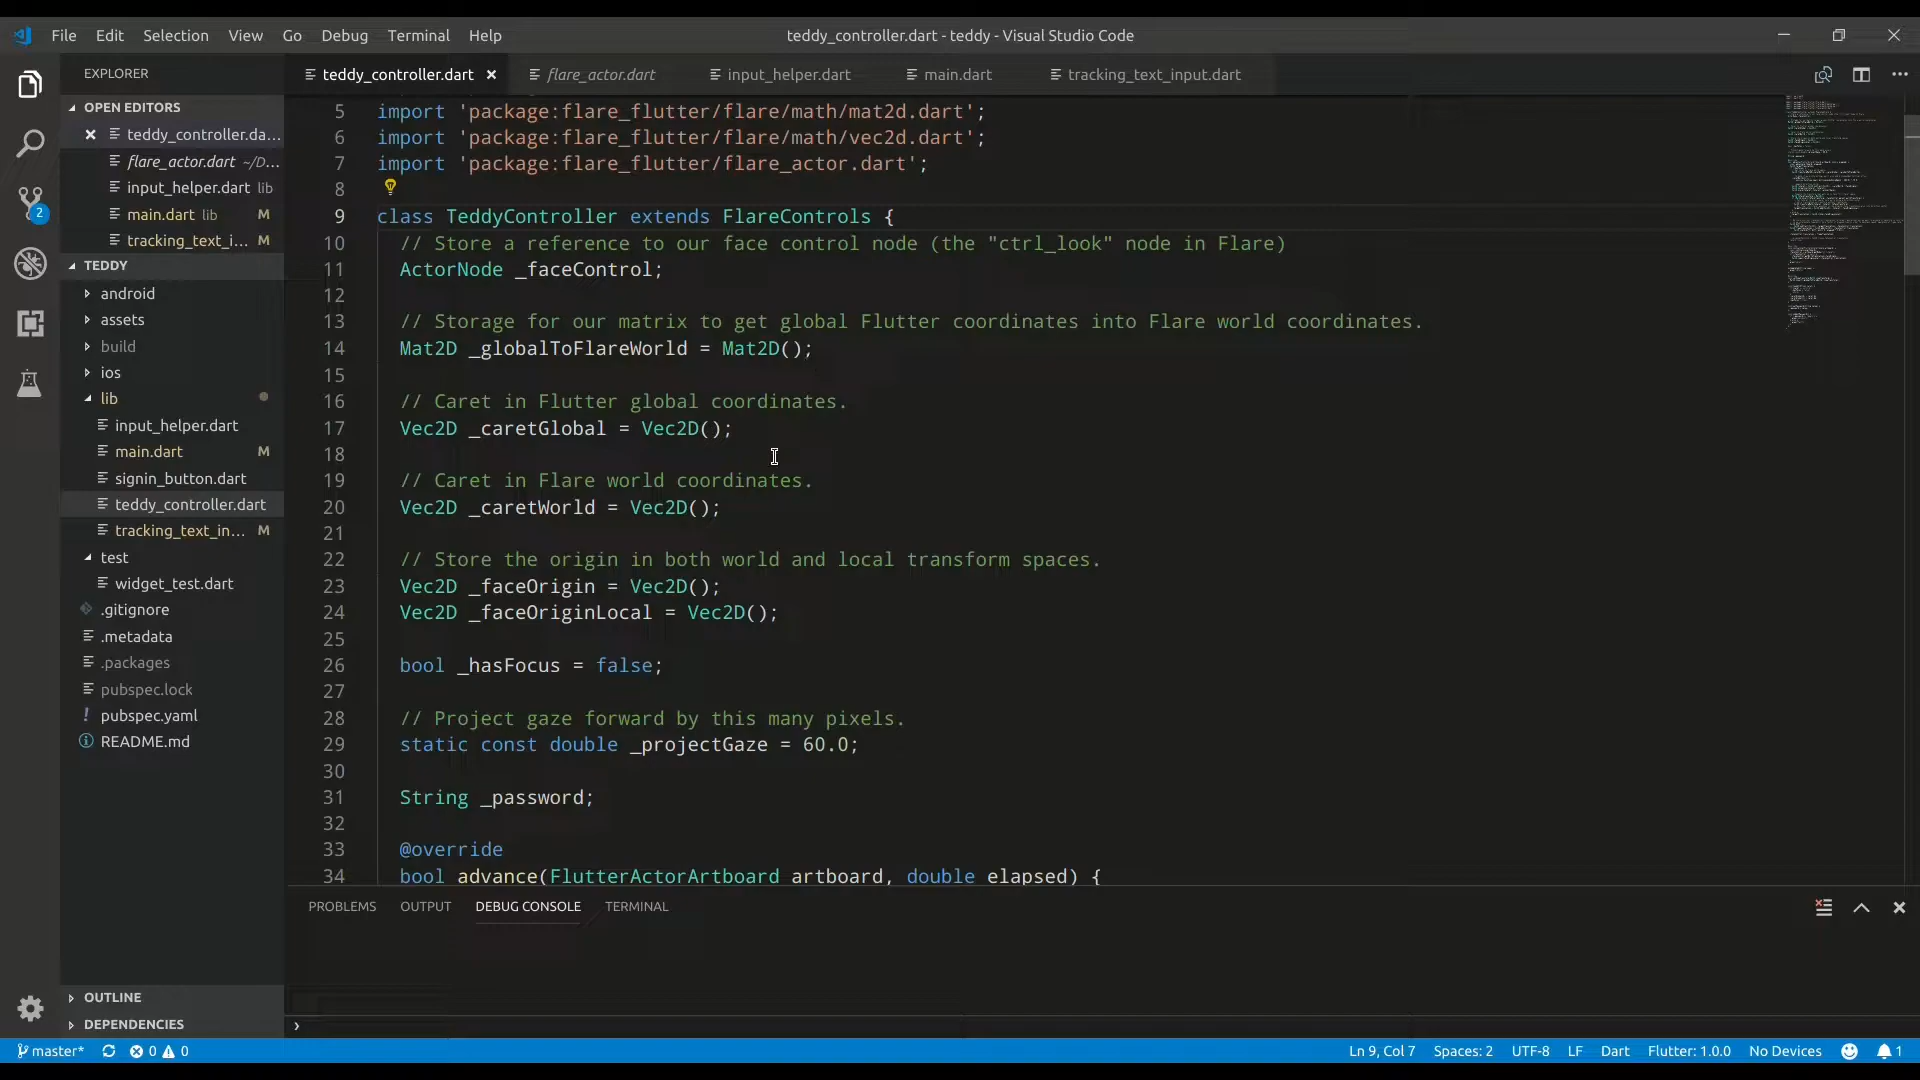 File Edit Selection View Go Debug Terminal Help
teddy_controller.dart - teddy - Visual Studio Code
EXPLORER
OPEN EDITORS
teddy_controller.da...
flare_actor.dart ~/D...
input_helper.dart lib
main.dart lib M
tracking_text_i... M
2
TEDDY
android
assets
build
ios
lib
input_helper.dart
main.dart M
signin_button.dart
teddy_controller.dart
tracking_text_in... M
test
widget_test.dart
.gitignore
.metadata
.packages
pubspec.lock
! pubspec.yaml
README.md
OUTLINE
DEPENDENCIES
teddy_controller.dart flare_actor.dart input_helper.dart main.dart tracking_text_input.dart
5 import 'package:flare_flutter/flare/math/mat2d.dart';
6 import 'package:flare_flutter/flare/math/vec2d.dart';
7 import 'package:flare_flutter/flare_actor.dart';
8
9 class TeddyController extends FlareControls {
10 // Store a reference to our face control node (the "ctrl_look" node in Flare)
11 ActorNode _faceControl;
12
13 // Storage for our matrix to get global Flutter coordinates into Flare world coordinates.
14 Mat2D _globalToFlareWorld = Mat2D();
15
16 // Caret in Flutter global coordinates.
17 Vec2D _caretGlobal = Vec2D();
18
19 // Caret in Flare world coordinates.
20 Vec2D _caretWorld = Vec2D();
21
22 // Store the origin in both world and local transform spaces.
23 Vec2D _faceOrigin = Vec2D();
24 Vec2D _faceOriginLocal = Vec2D();
25
26 bool _hasFocus = false;
27
28 // Project gaze forward by this many pixels.
29 static const double _projectGaze = 60.0;
30
31 String _password;
32
33 @override
34 bool advance(FlutterActorArtboard artboard, double elapsed) {
PROBLEMS OUTPUT DEBUG CONSOLE TERMINAL
master* 0 0 Ln 9, Col 7 Spaces: 2 UTF-8 LF Dart Flutter: 1.0.0 No Devices 1